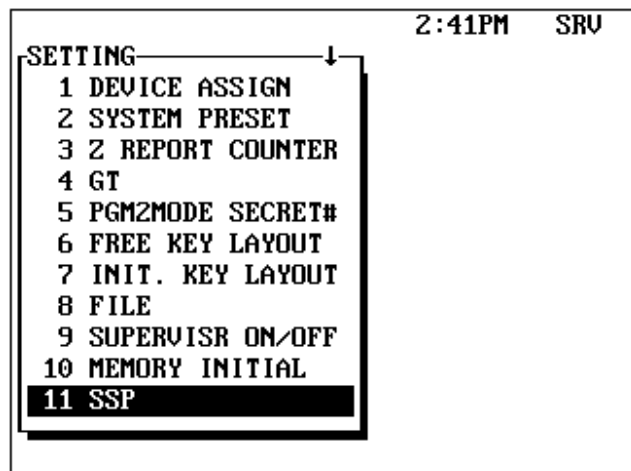 2:41PM SRV
SETTING↓
1 DEVICE ASSIGN
2 SYSTEM PRESET
3 Z REPORT COUNTER
4 GT
5 PGM2MODE SECRET#
6 FREE KEY LAYOUT
7 INIT. KEY LAYOUT
8 FILE
9 SUPERVISR ON/OFF
10 MEMORY INITIAL
11 SSP